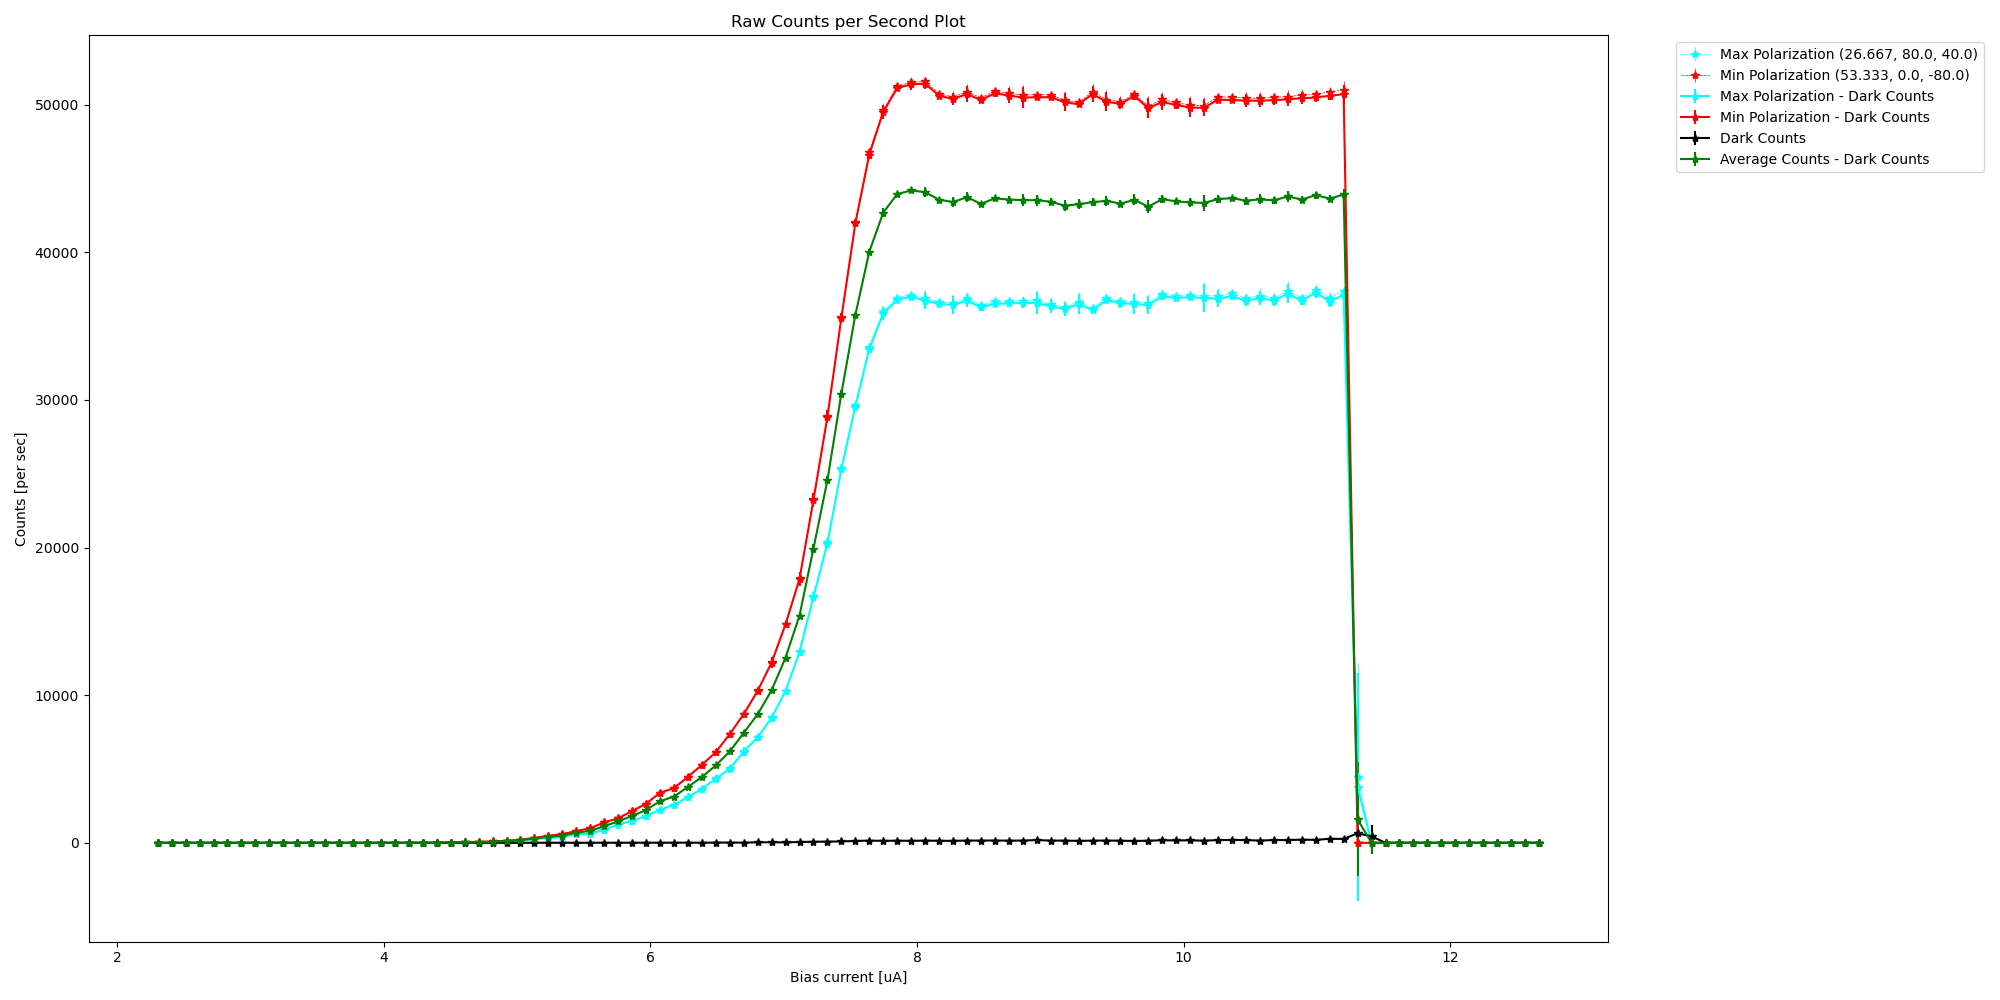 Raw Counts per Second Plot
Max Polarization (26.667, 80.0, 40.0)
Min Polarization (53.333, 0.0, -80.0)
Max Polarization - Dark Counts
Min Polarization - Dark Counts
Dark Counts
Average Counts - Dark Counts
50000
40000
30000
20000
10000
0
Counts [per sec]
2
4
6
8
10
12
Bias current [uA]